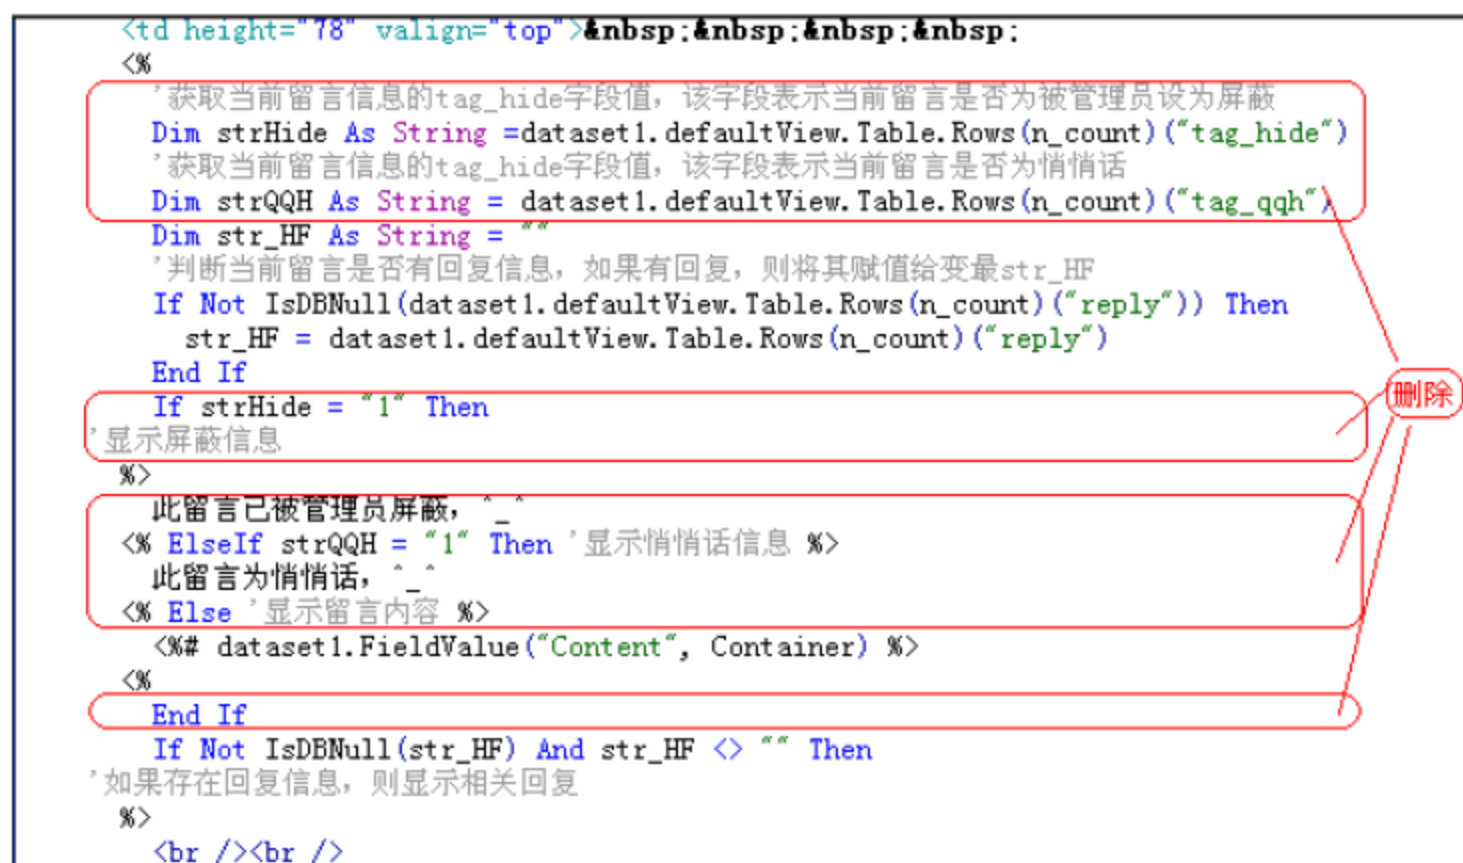 <td height="78" valign="top">&nbsp;&nbsp;&nbsp;&nbsp;
<%
'获取当前留言信息的tag_hide字段值，该字段表示当前留言是否为被管理员设为屏蔽
Dim strHide As String =dataset1.defaultView.Table.Rows(n_count)("tag_hide")
'获取当前留言信息的tag_hide字段值，该字段表示当前留言是否为悄悄话
Dim strQQH As String = dataset1.defaultView.Table.Rows(n_count)("tag_qqh")
Dim str_HF As String = ""
'判断当前留言是否有回复信息，如果有回复，则将其赋值给变最str_HF
If Not IsDBNull(dataset1.defaultView.Table.Rows(n_count)("reply")) Then
str_HF = dataset1.defaultView.Table.Rows(n_count)("reply")
End If
删除
If strHide = "1" Then
'显示屏蔽信息
%>
此留言已被管理员屏蔽，^_^
<% ElseIf strQQH = "1" Then '显示悄悄话信息 %>
此留言为悄悄话，^_^
<% Else '显示留言内容 %>
<%# dataset1.FieldValue("Content", Container) %>
<%
End If
If Not IsDBNull(str_HF) And str_HF <> "" Then
'如果存在回复信息，则显示相关回复
%>
<br /><br />